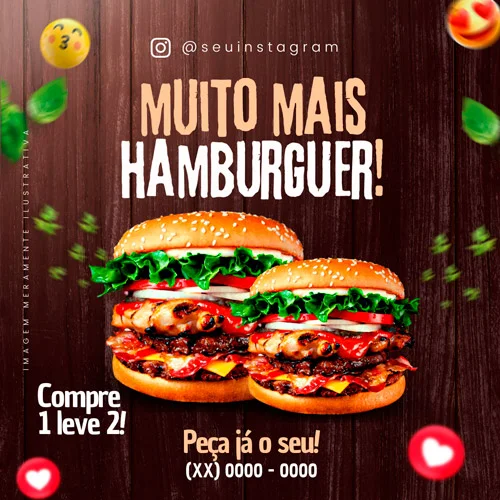 @seuinstagram
MUITO MAIS
HAMBURGUER!
IMAGEM MERAMENTE ILUSTRATIVA
Compre
1 leve 2!
Peça já o seu!
(XX) 0000 - 0000